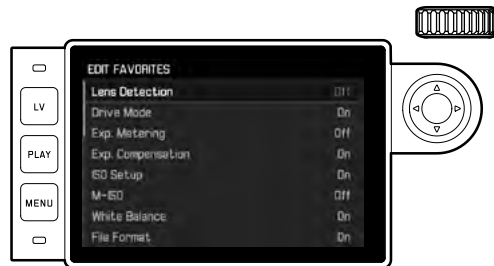 EDIT FAVORITES
Lens Detection Off
Drive Mode On
Exp. Metering Off
Exp. Compensation On
ISO Setup On
M-ISO Off
White Balance On
File Format On
LV
PLAY
MENU